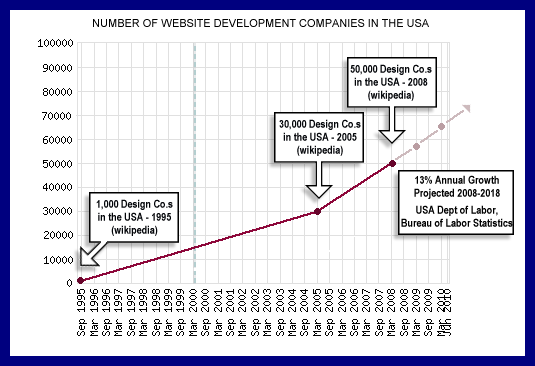 NUMBER OF WEBSITE DEVELOPMENT COMPANIES IN THE USA
100000
90000
80000
70000
60000
50000
40000
30000
20000
10000
0
50,000 Design Co.s
in the USA - 2008
(wikipedia)
30,000 Design Co.s
in the USA - 2005
(wikipedia)
1,000 Design Co.s
in the USA - 1995
(wikipedia)
13% Annual Growth
Projected 2008-2018
USA Dept of Labor,
Bureau of Labor Statistics
Sep 1995
Mar 1996
Sep 1996
Mar 1997
Sep 1997
Mar 1998
Sep 1998
Mar 1999
Sep 1999
Mar 2000
Sep 2000
Mar 2001
Sep 2001
Mar 2002
Sep 2002
Mar 2003
Sep 2003
Mar 2004
Sep 2004
Mar 2005
Sep 2005
Mar 2006
Sep 2006
Mar 2007
Sep 2007
Mar 2008
Sep 2008
Mar 2009
Sep 2009
Mar 2010
Jun 2010